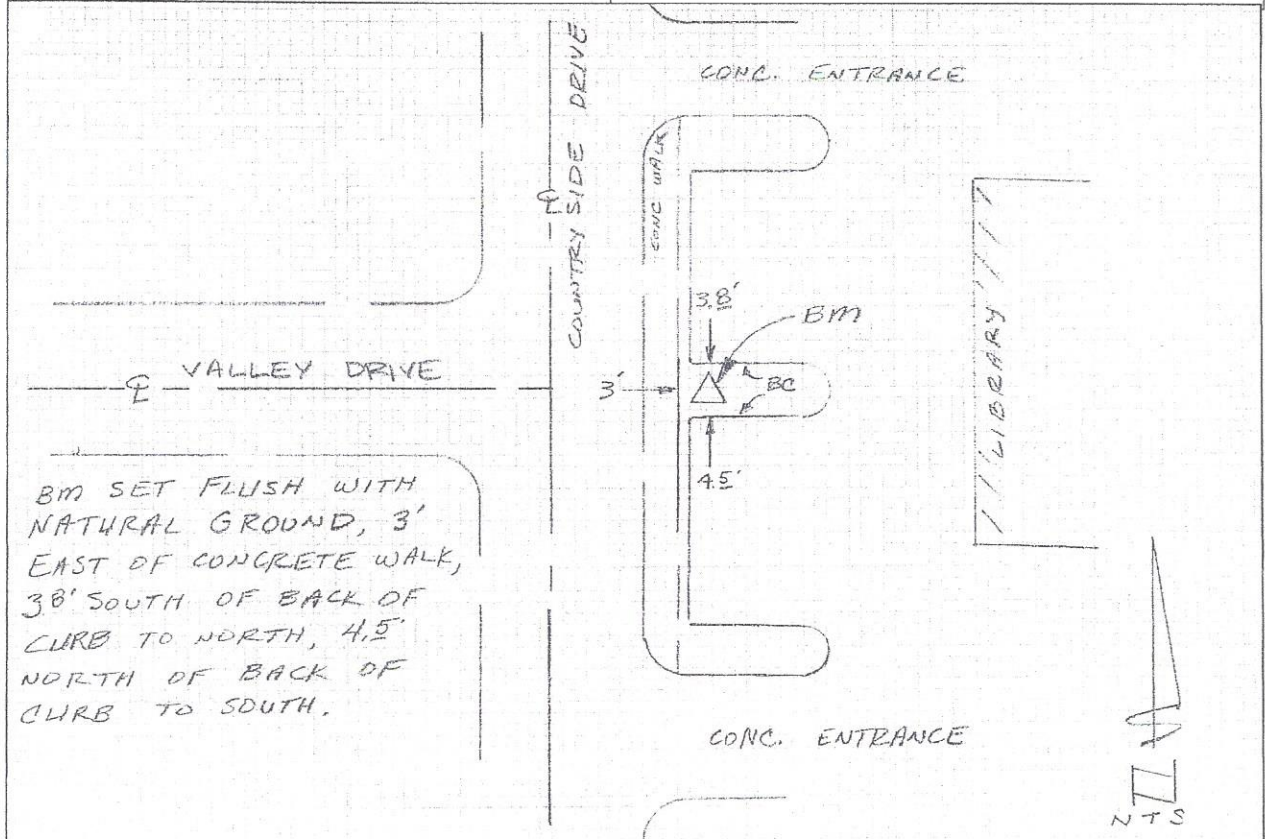 CONC. ENTRANCE
COUNTRY SIDE DRIVE
℄
CONC WALK
3.8'
BM
VALLEY DRIVE
℄
3'
BC
LIBRARY
4.5'
BM SET FLUSH WITH
NATURAL GROUND, 3'
EAST OF CONCRETE WALK,
3.8' SOUTH OF BACK OF
CURB TO NORTH, 4.5'
NORTH OF BACK OF
CURB TO SOUTH.
CONC. ENTRANCE
N
NTS